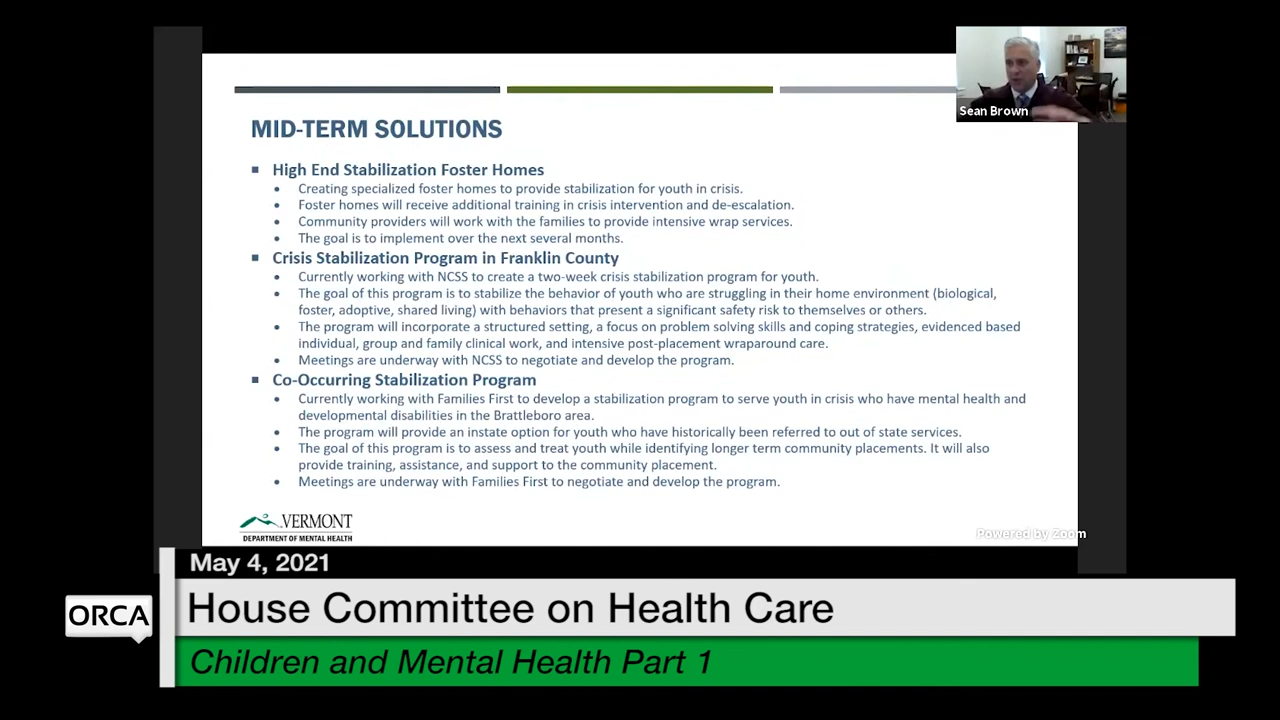 Sean Brown
MID-TERM SOLUTIONS
▪ High End Stabilization Foster Homes
• Creating specialized foster homes to provide stabilization for youth in crisis.
• Foster homes will receive additional training in crisis intervention and de-escalation.
• Community providers will work with the families to provide intensive wrap services.
• The goal is to implement over the next several months.
▪ Crisis Stabilization Program in Franklin County
• Currently working with NCSS to create a two-week crisis stabilization program for youth.
• The goal of this program is to stabilize the behavior of youth who are struggling in their home environment (biological,
foster, adoptive, shared living) with behaviors that present a significant safety risk to themselves or others.
• The program will incorporate a structured setting, a focus on problem solving skills and coping strategies, evidenced based
individual, group and family clinical work, and intensive post-placement wraparound care.
• Meetings are underway with NCSS to negotiate and develop the program.
▪ Co-Occurring Stabilization Program
• Currently working with Families First to develop a stabilization program to serve youth in crisis who have mental health and
developmental disabilities in the Brattleboro area.
• The program will provide an instate option for youth who have historically been referred to out of state services.
• The goal of this program is to assess and treat youth while identifying longer term community placements. It will also
provide training, assistance, and support to the community placement.
• Meetings are underway with Families First to negotiate and develop the program.
VERMONT
DEPARTMENT OF MENTAL HEALTH
Powered by Zoom
May 4, 2021
ORCA
House Committee on Health Care
Children and Mental Health Part 1